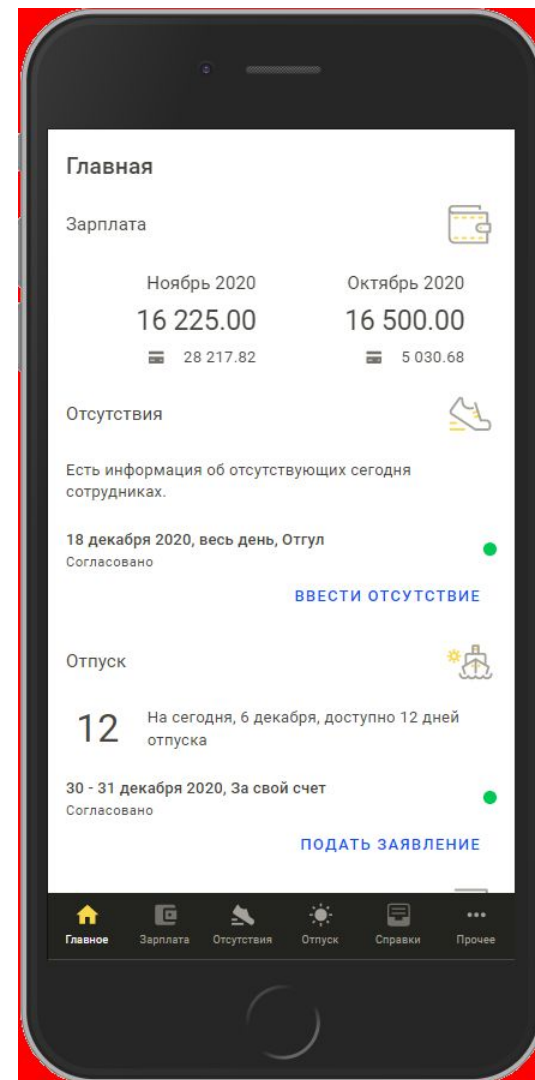 Главная
Зарплата
Ноябрь 2020 Октябрь 2020
16 225.00 16 500.00
28 217.82 5 030.68
Отсутствия
Есть информация об отсутствующих сегодня
сотрудниках.
18 декабря 2020, весь день, Отгул
Согласовано
ВВЕСТИ ОТСУТСТВИЕ
Отпуск
12 На сегодня, 6 декабря, доступно 12 дней
отпуска
30 - 31 декабря 2020, За свой счет
Согласовано
ПОДАТЬ ЗАЯВЛЕНИЕ
Главное Зарплата Отсутствия Отпуск Справки Прочее